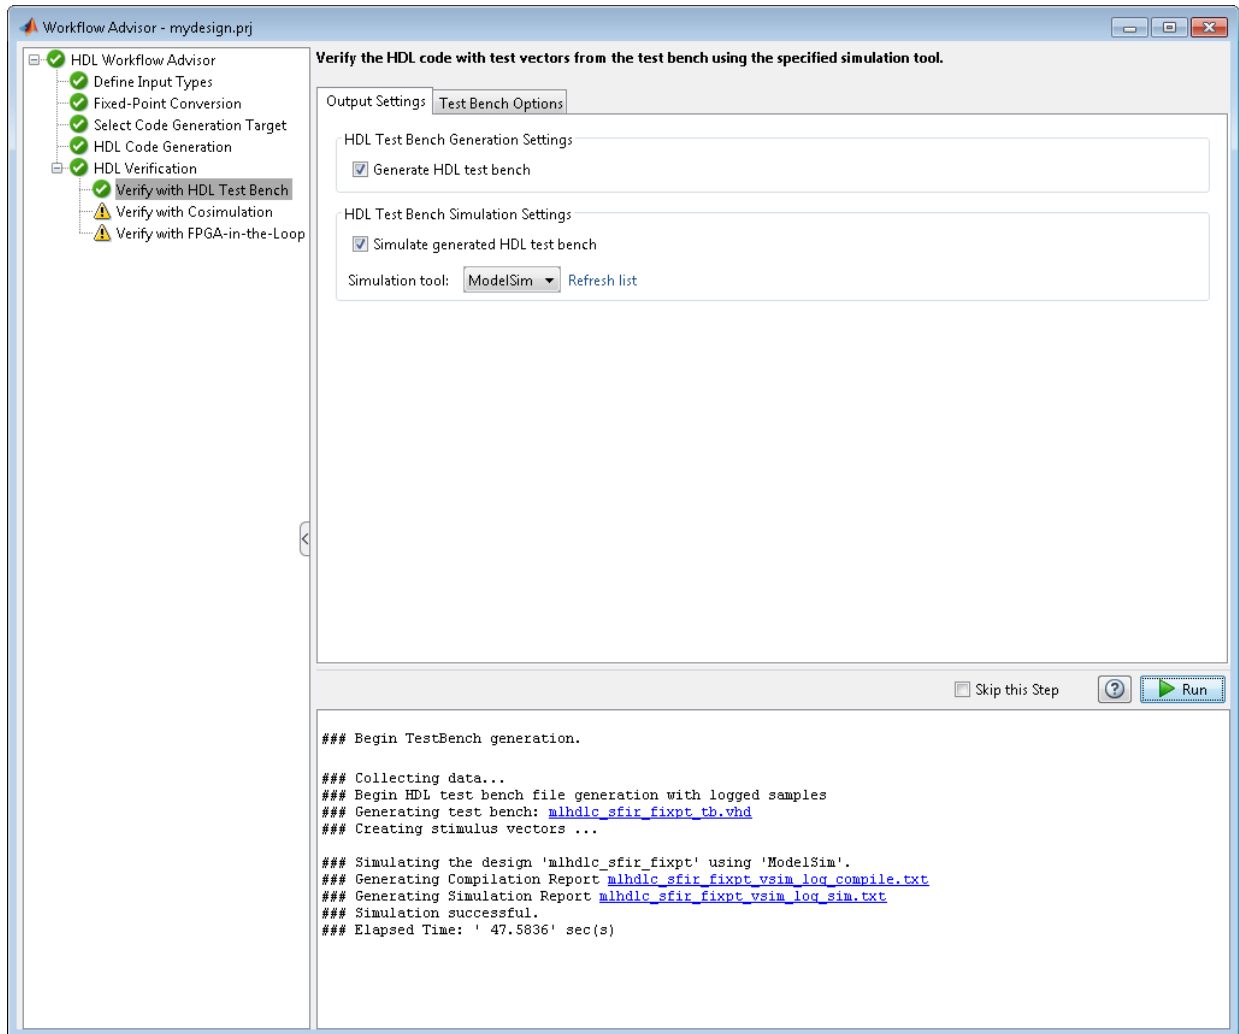 Workflow Advisor - mydesign.prj
HDL Workflow Advisor
Define Input Types
Fixed-Point Conversion
Select Code Generation Target
HDL Code Generation
HDL Verification
Verify with HDL Test Bench
Verify with Cosimulation
Verify with FPGA-in-the-Loop
Verify the HDL code with test vectors from the test bench using the specified simulation tool.
Output Settings Test Bench Options
HDL Test Bench Generation Settings
Generate HDL test bench
HDL Test Bench Simulation Settings
Simulate generated HDL test bench
Simulation tool: ModelSim Refresh list
Skip this Step ? Run
### Begin TestBench generation.
### Collecting data...
### Begin HDL test bench file generation with logged samples
### Generating test bench: mlhdlc_sfir_fixpt_tb.vhd
### Creating stimulus vectors ...
### Simulating the design 'mlhdlc_sfir_fixpt' using 'ModelSim'.
### Generating Compilation Report mlhdlc_sfir_fixpt_vsim_log_compile.txt
### Generating Simulation Report mlhdlc_sfir_fixpt_vsim_log_sim.txt
### Simulation successful.
### Elapsed Time: ' 47.5836' sec(s)